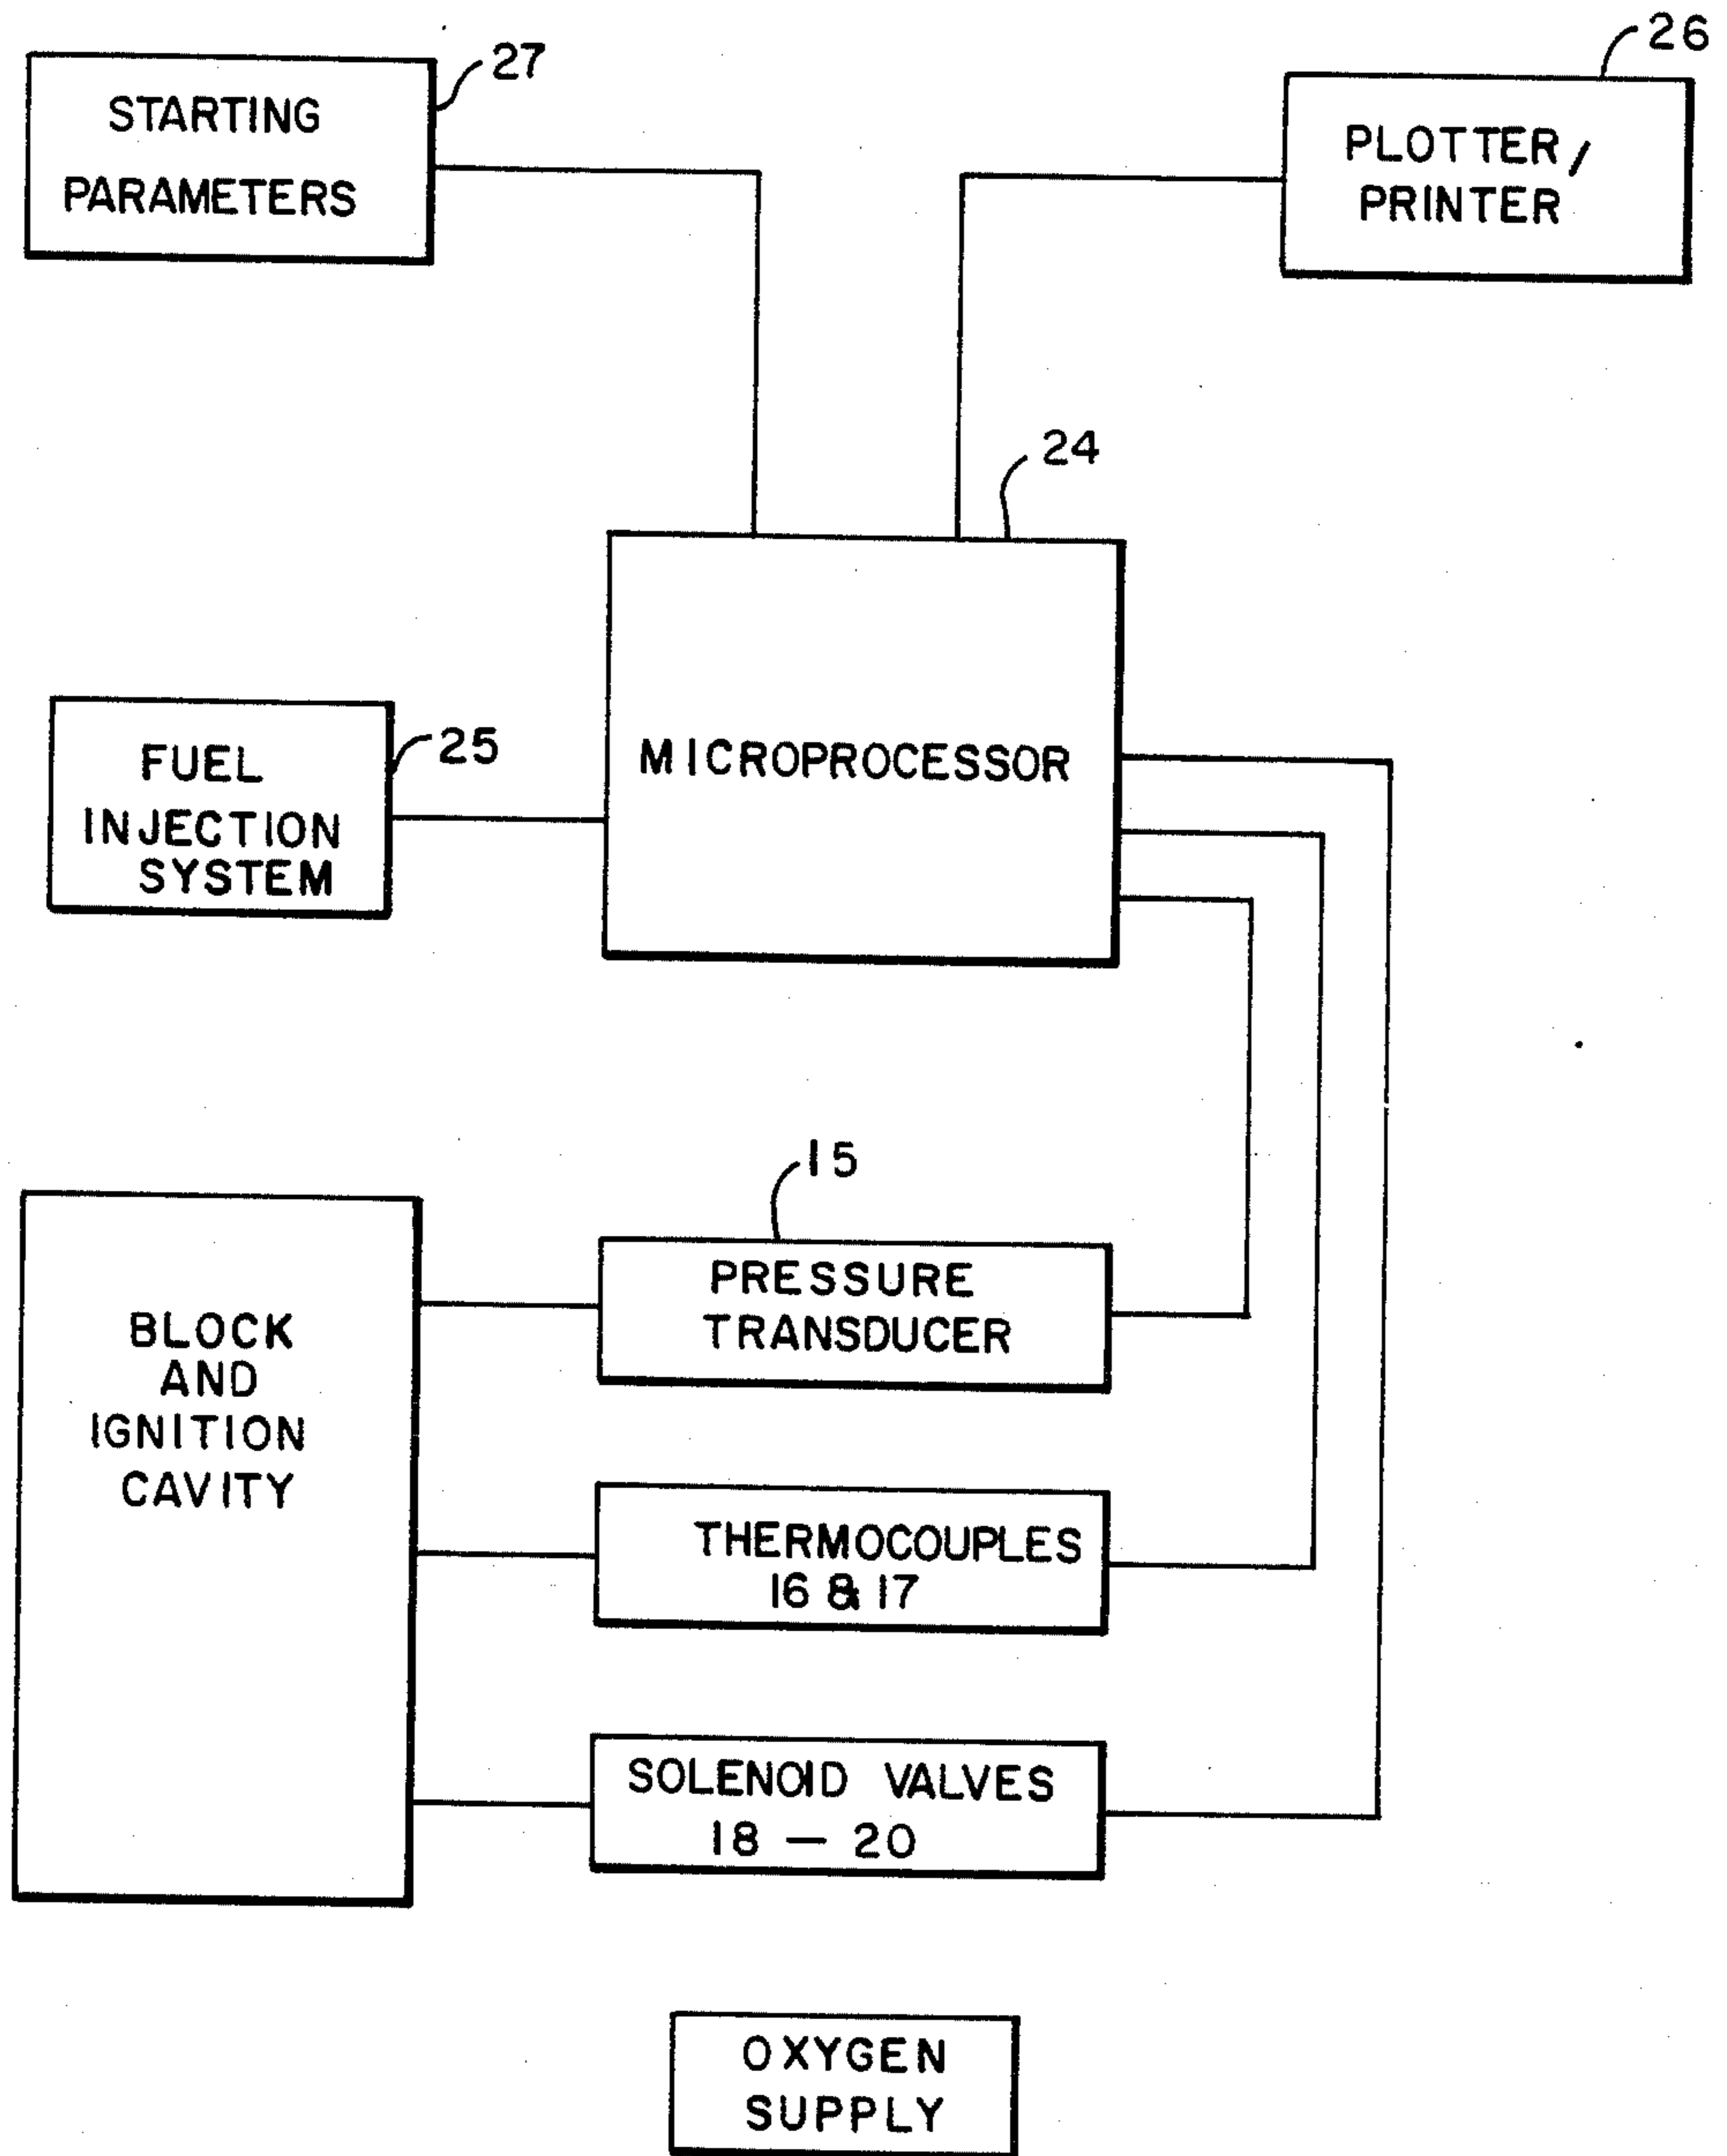 27
STARTING
PARAMETERS
26
PLOTTER/
PRINTER
24
MICROPROCESSOR
25
FUEL
INJECTION
SYSTEM
15
PRESSURE
TRANSDUCER
BLOCK
AND
IGNITION
CAVITY
THERMOCOUPLES
16 & 17
SOLENOID VALVES
18 — 20
OXYGEN
SUPPLY